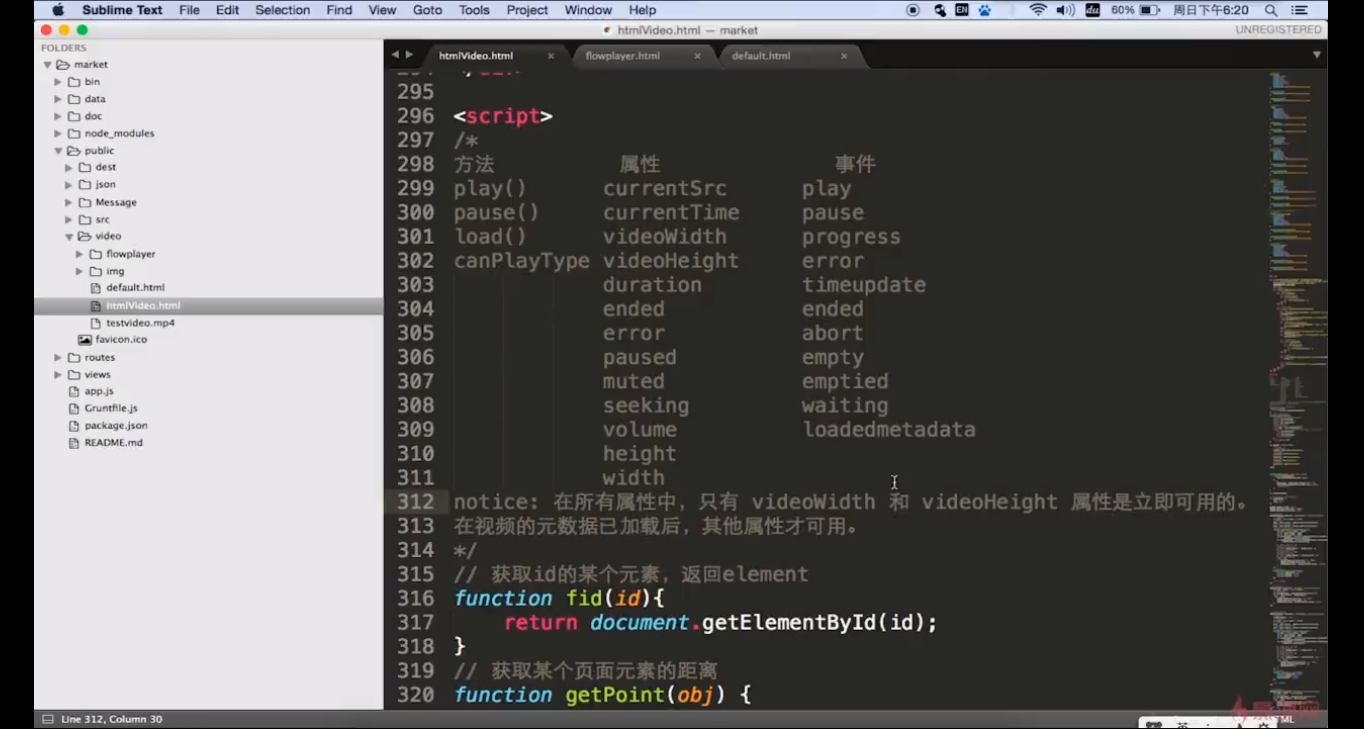 Sublime Text File Edit Selection Find View Goto Tools Project Window Help EN du 60% 周日下午6:20
htmlVideo.html — market UNREGISTERED
FOLDERS
market
bin
data
doc
node_modules
public
dest
json
Message
src
video
flowplayer
img
default.html
htmlVideo.html
testvideo.mp4
favicon.ico
routes
views
app.js
Gruntfile.js
package.json
README.md
htmlVideo.html × flowplayer.html × default.html ×
295
296 <script>
297 /*
298 方法 属性 事件
299 play() currentSrc play
300 pause() currentTime pause
301 load() videoWidth progress
302 canPlayType videoHeight error
303 duration timeupdate
304 ended ended
305 error abort
306 paused empty
307 muted emptied
308 seeking waiting
309 volume loadedmetadata
310 height
311 width
312 notice: 在所有属性中，只有 videoWidth 和 videoHeight 属性是立即可用的。
313 在视频的元数据已加载后，其他属性才可用。
314 */
315 // 获取id的某个元素，返回element
316 function fid(id){
317 return document.getElementById(id);
318 }
319 // 获取某个页面元素的距离
320 function getPoint(obj) {
Line 312, Column 30